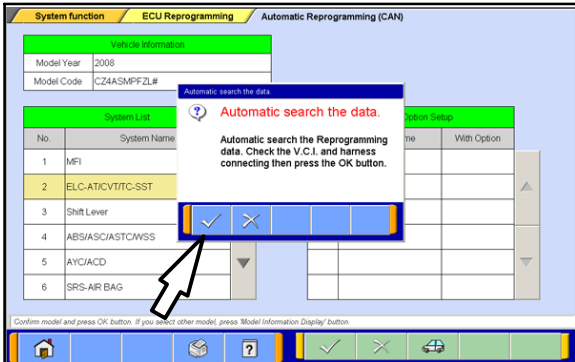 System function ECU Reprogramming Automatic Reprogramming (CAN)
Vehicle Information
Model Year 2008
Model Code CZ4ASMPFZL#
Automatic search the data.
Automatic search the data.
Automatic search the Reprogramming
data. Check the V.C.I. and harness
connecting then press the OK button.
System List
Option Setup
No. System Name
With Option
1 MFI
2 ELC-AT/CVT/TC-SST
3 Shift Lever
4 ABS/ASC/ASTC/WSS
5 AYC/ACD
6 SRS-AIR BAG
Confirm model and press OK button. If you select other model, press 'Model Information Display' button.
?